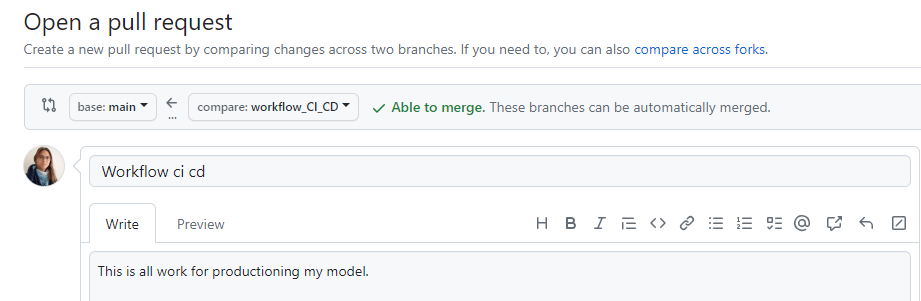 Open a pull request
Create a new pull request by comparing changes across two branches. If you need to, you can also compare across forks.
base: main ... compare: workflow_CI_CD Able to merge. These branches can be automatically merged.
Workflow ci cd
Write Preview H B I @
This is all work for productioning my model.